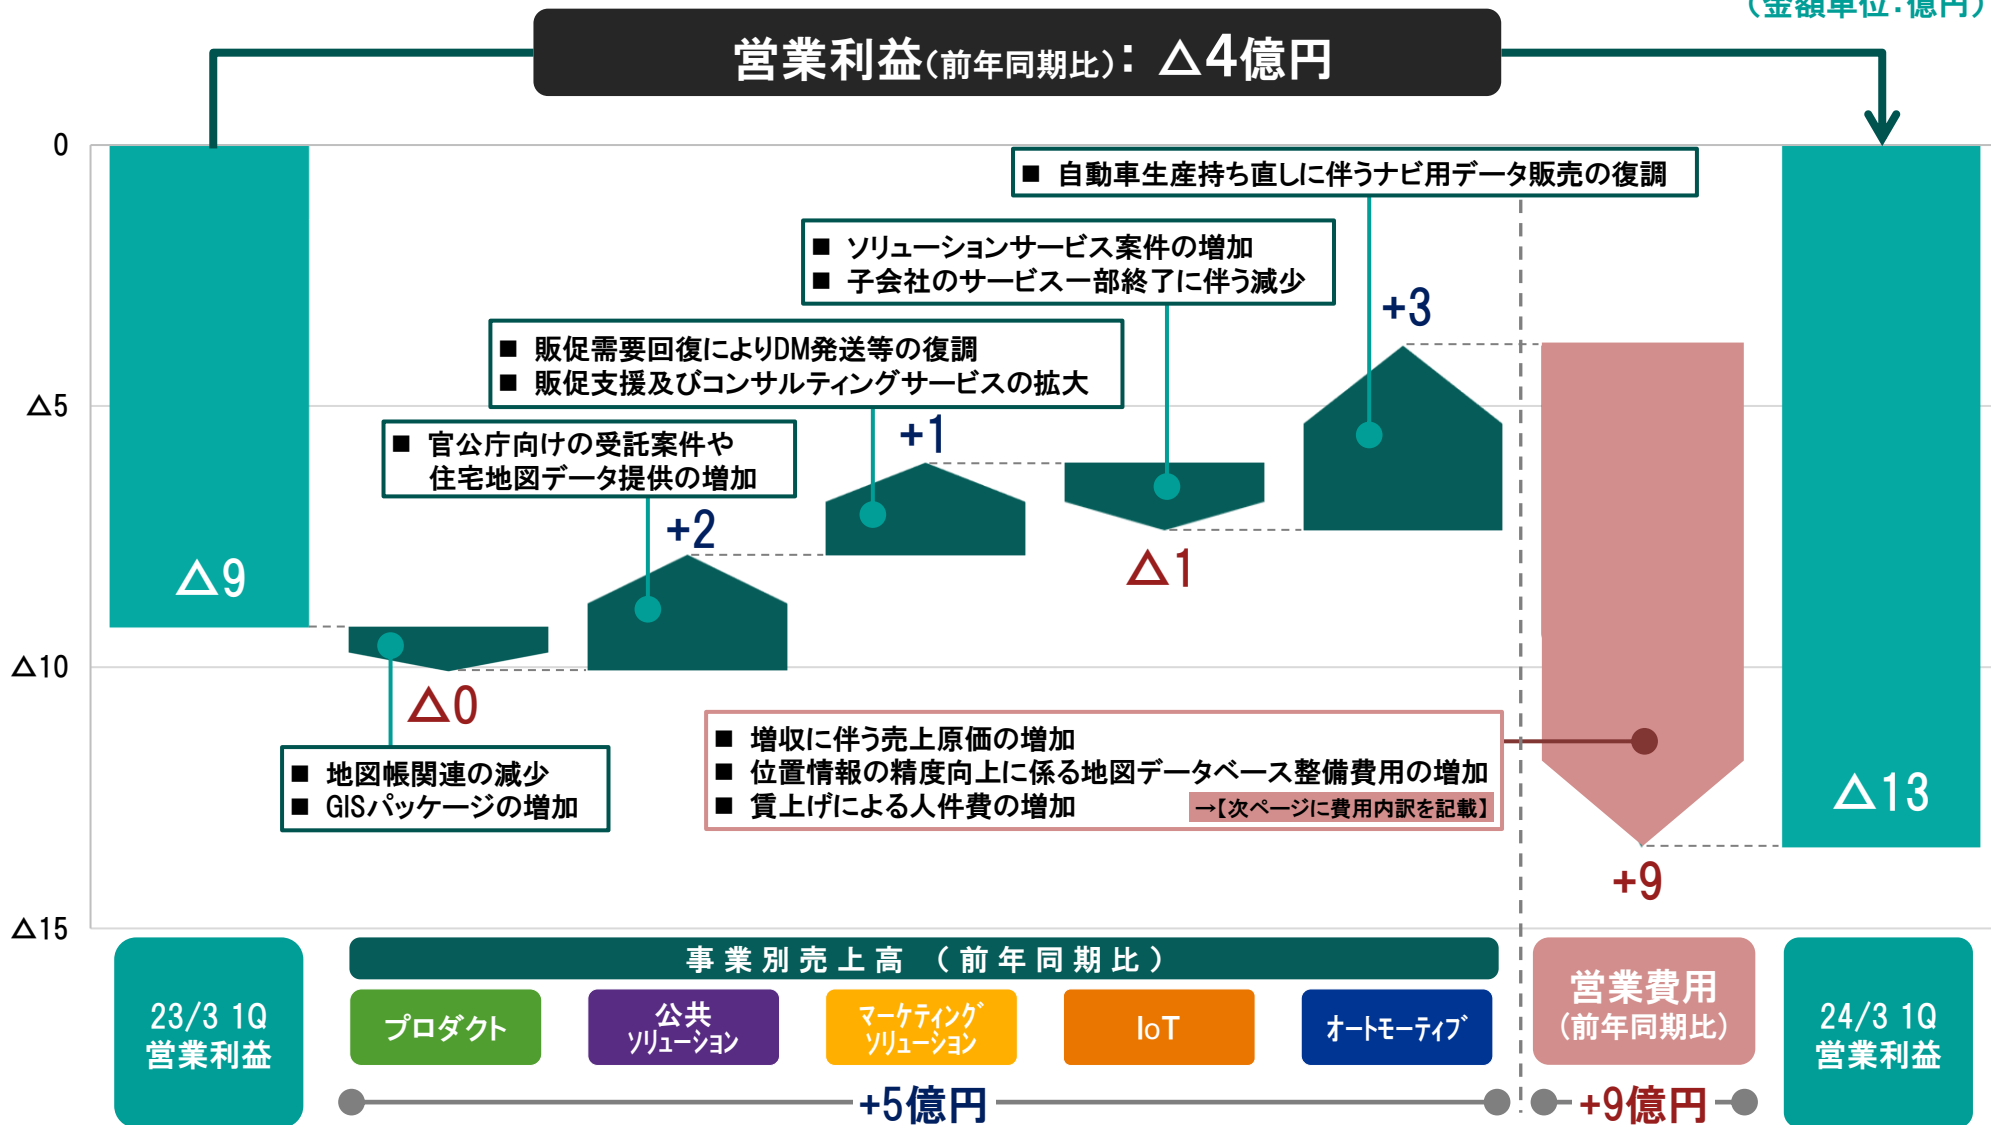 （金額単位：億円）
営業利益（前年同期比）： △4億円
0
△5
△10
△15
■ 自動車生産持ち直しに伴うナビ用データ販売の復調
■ ソリューションサービス案件の増加
■ 子会社のサービス一部終了に伴う減少
+3
■ 販促需要回復によりDM発送等の復調
■ 販促支援及びコンサルティングサービスの拡大
+1
■ 官公庁向けの受託案件や
住宅地図データ提供の増加
+2
△1
△9
△0
■ 地図帳関連の減少
■ GISパッケージの増加
■ 増収に伴う売上原価の増加
■ 位置情報の精度向上に係る地図データベース整備費用の増加
■ 賃上げによる人件費の増加 →【次ページに費用内訳を記載】
△13
+9
23/3 1Q
営業利益
事業別売上高（前年同期比）
プロダクト
公共
ソリューション
マーケティング
ソリューション
IoT
オートモーティブ
営業費用
（前年同期比）
24/3 1Q
営業利益
+5億円
+9億円